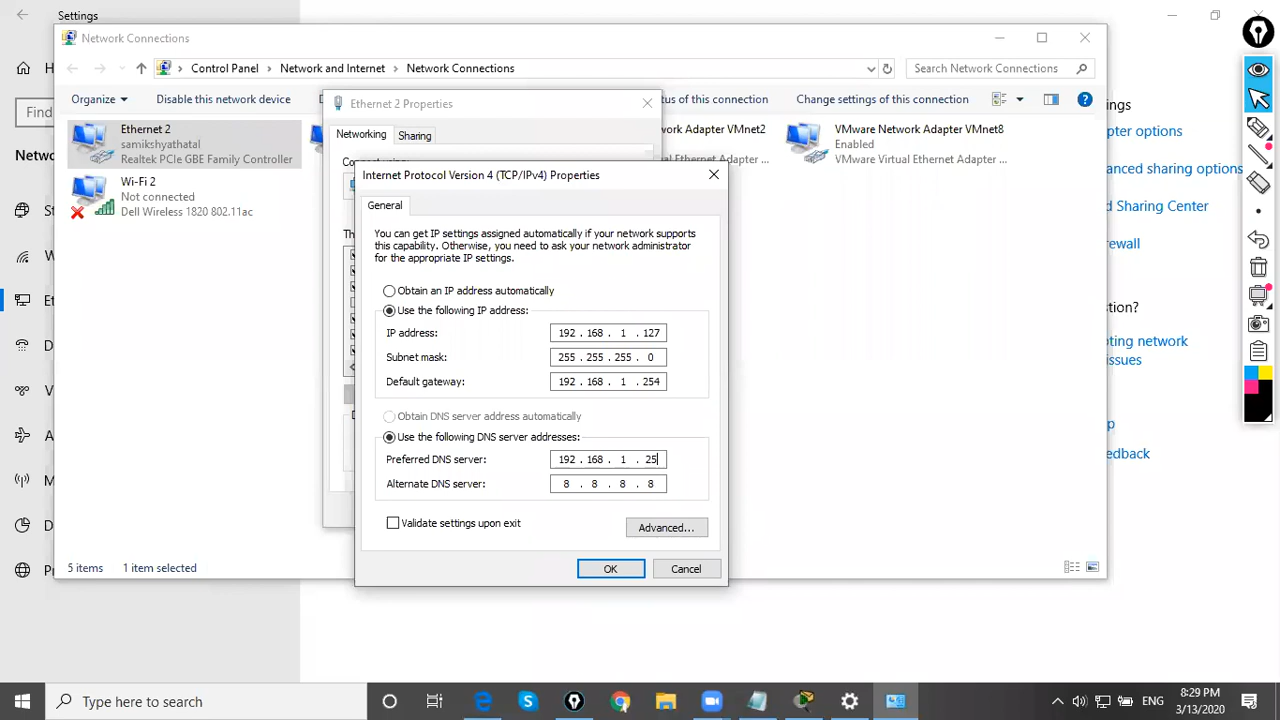 Settings
Network Connections
Control Panel
Network and Internet
Network Connections
Search Network Connections
Find
Organize
Disable this network device
Ethernet 2 Properties
tus of this connection
Change settings of this connection
Networking
Sharing
Ethernet 2
samikshyathatal
Realtek PCIe GBE Family Controller
work Adapter VMnet2
al Ethernet Adapter ...
VMware Network Adapter VMnet8
Enabled
VMware Virtual Ethernet Adapter ...
Wi-Fi 2
Not connected
Dell Wireless 1820 802.11ac
Internet Protocol Version 4 (TCP/IPv4) Properties
General
You can get IP settings assigned automatically if your network supports
this capability. Otherwise, you need to ask your network administrator
for the appropriate IP settings.
Obtain an IP address automatically
Use the following IP address:
IP address: 192 . 168 . 1 . 127
Subnet mask: 255 . 255 . 255 . 0
Default gateway: 192 . 168 . 1 . 254
Obtain DNS server address automatically
Use the following DNS server addresses:
Preferred DNS server: 192 . 168 . 1 . 25
Alternate DNS server: 8 . 8 . 8 . 8
Validate settings upon exit
Advanced...
OK
Cancel
5 items
1 item selected
Netwo
ttings
pter options
anced sharing options
d Sharing Center
ewall
tion?
oting network
issues
p
dback
Type here to search
ENG
8:29 PM
3/13/2020